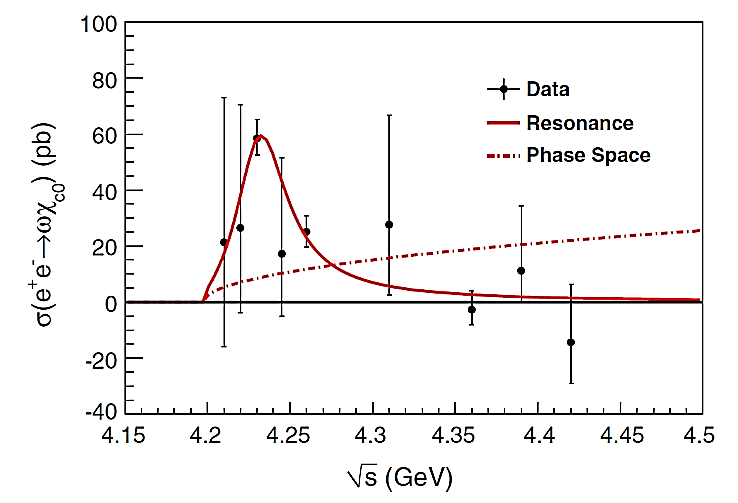 σ(e⁺e⁻→ωχc0) (pb)
100
80
60
40
20
0
-20
-40
4.15 4.2 4.25 4.3 4.35 4.4 4.45 4.5
√s (GeV)
Data
Resonance
Phase Space